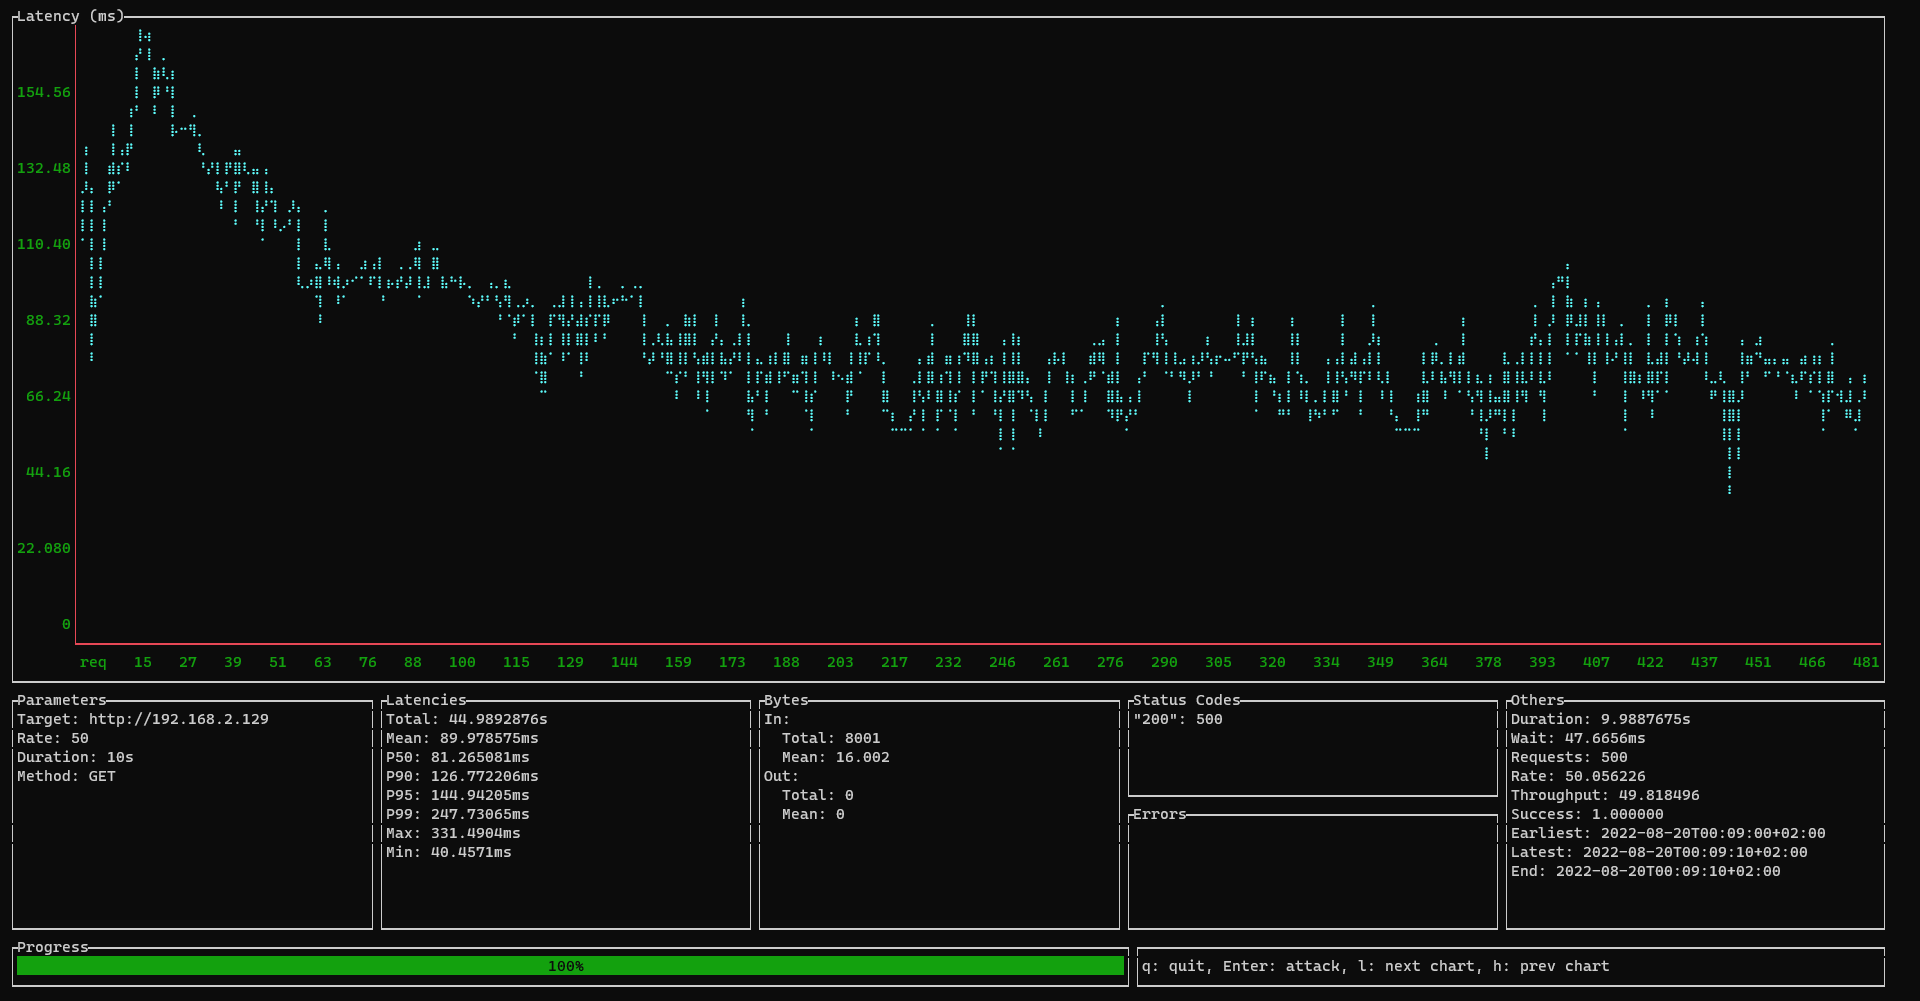 Latency (ms)
154.56
132.48
110.40
88.32
66.24
44.16
22.080
0
req 15 27 39 51 63 76 88 100 115 129 144 159 173 188 203 217 232 246 261 276 290 305 320 334 349 364 378 393 407 422 437 451 466 481
Parameters
Target: http://192.168.2.129
Rate: 50
Duration: 10s
Method: GET
Latencies
Total: 44.9892876s
Mean: 89.978575ms
P50: 81.265081ms
P90: 126.772206ms
P95: 144.94205ms
P99: 247.73065ms
Max: 331.4904ms
Min: 40.4571ms
Bytes
In:
Total: 8001
Mean: 16.002
Out:
Total: 0
Mean: 0
Status Codes
"200": 500
Errors
Others
Duration: 9.9887675s
Wait: 47.6656ms
Requests: 500
Rate: 50.056226
Throughput: 49.818496
Success: 1.000000
Earliest: 2022-08-20T00:09:00+02:00
Latest: 2022-08-20T00:09:10+02:00
End: 2022-08-20T00:09:10+02:00
Progress
100%
q: quit, Enter: attack, l: next chart, h: prev chart